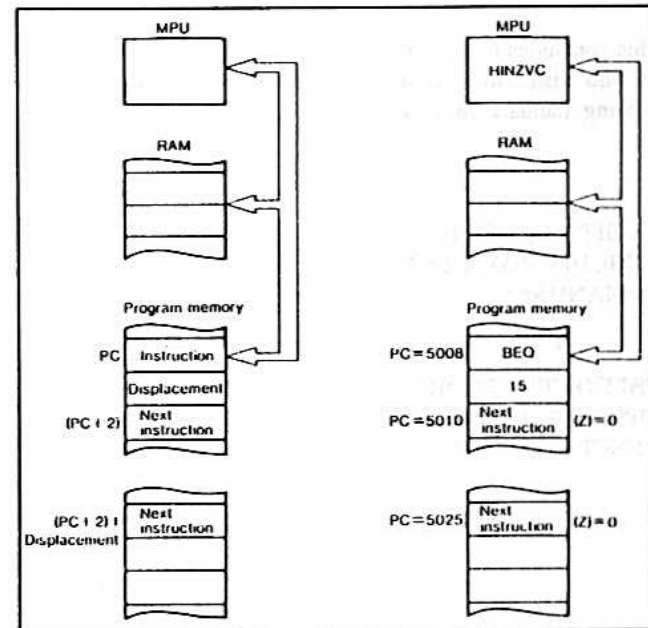 MPU
MPU
HINZVC
RAM
RAM
Program memory
Program memory
PC
Instruction
PC=5008
BEQ
Displacement
15
(PC + 2)
Next
instruction
PC=5010
Next
instruction
(Z)=0
(PC + 2) +
Displacement
Next
instruction
PC=5025
Next
instruction
(Z)=0